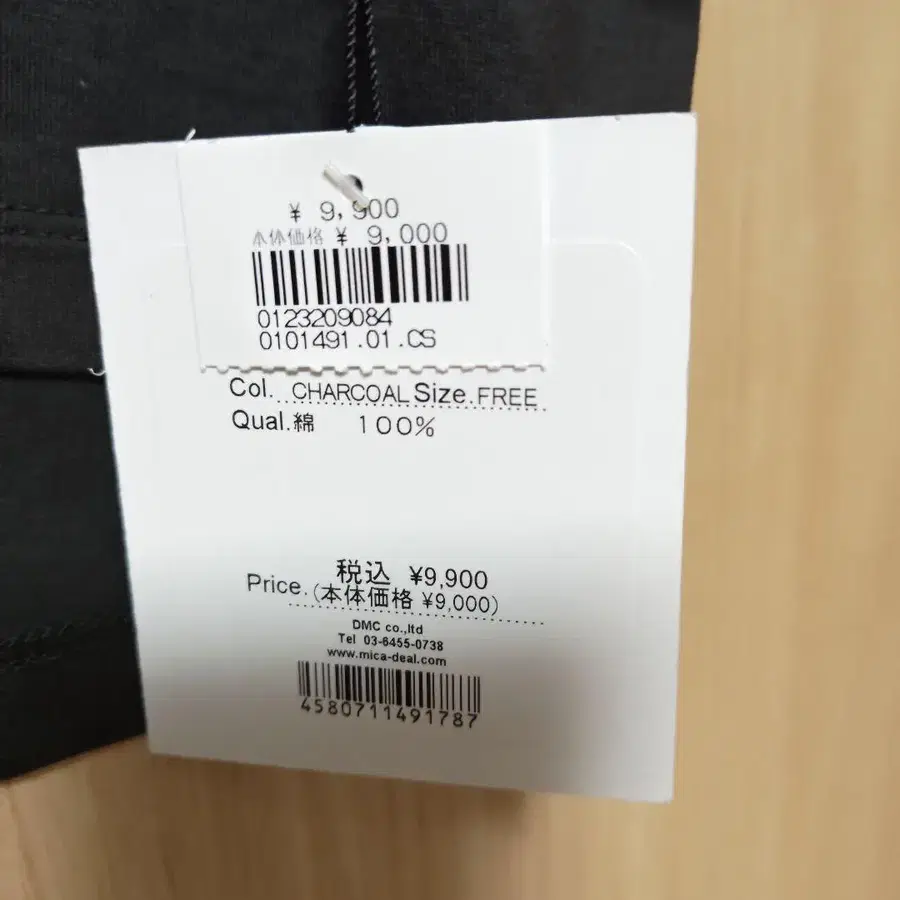 ¥ 9,900
本体価格 ¥ 9,000
0123209084
0101491.01.CS
Col. CHARCOAL Size. FREE
Qual. 綿 100%
税込 ¥9,900
Price. (本体価格 ¥9,000)
DMC co.,ltd
Tel 03-6455-0738
www.mica-deal.com
4580711491787